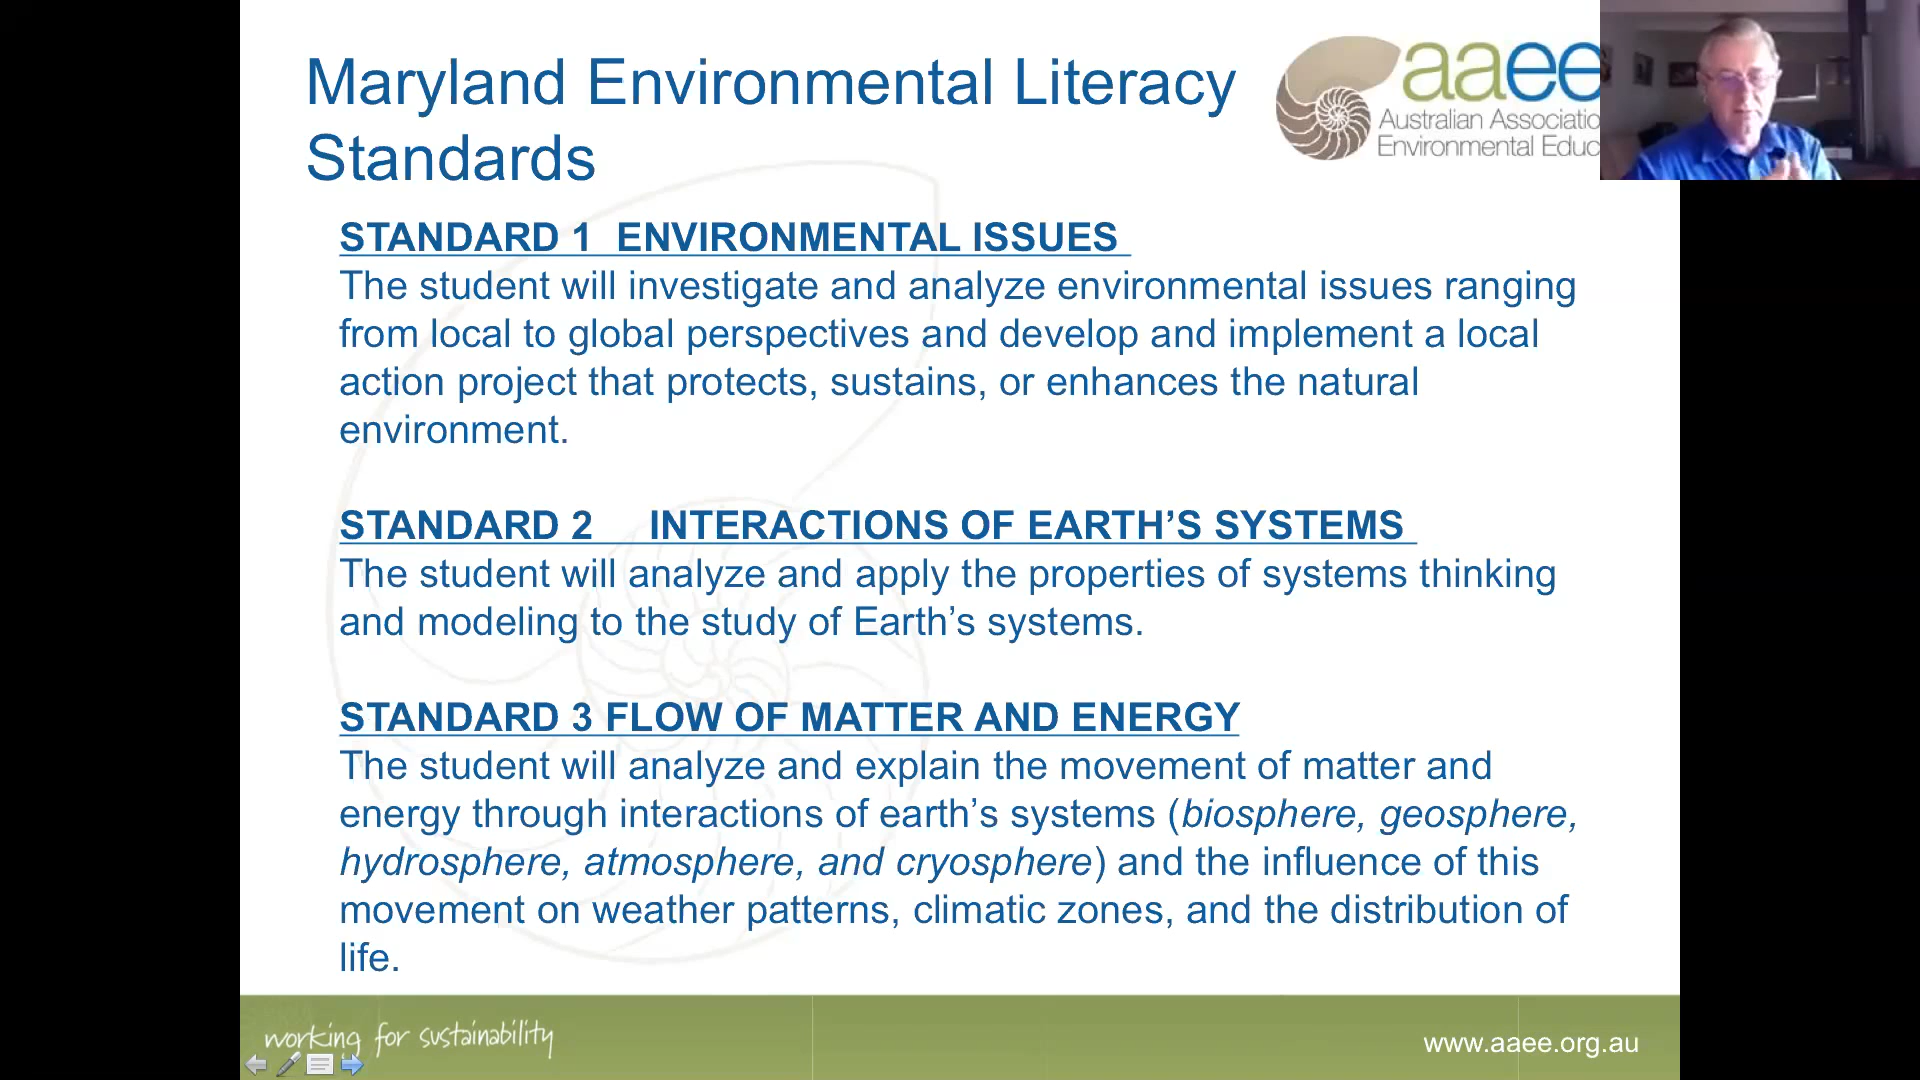 Maryland Environmental Literacy
Standards
aaee
Australian Associatio
Environmental Educ
STANDARD 1 ENVIRONMENTAL ISSUES
The student will investigate and analyze environmental issues ranging
from local to global perspectives and develop and implement a local
action project that protects, sustains, or enhances the natural
environment.
STANDARD 2 INTERACTIONS OF EARTH’S SYSTEMS
The student will analyze and apply the properties of systems thinking
and modeling to the study of Earth’s systems.
STANDARD 3 FLOW OF MATTER AND ENERGY
The student will analyze and explain the movement of matter and
energy through interactions of earth’s systems (biosphere, geosphere,
hydrosphere, atmosphere, and cryosphere) and the influence of this
movement on weather patterns, climatic zones, and the distribution of
life.
working for sustainability
www.aaee.org.au